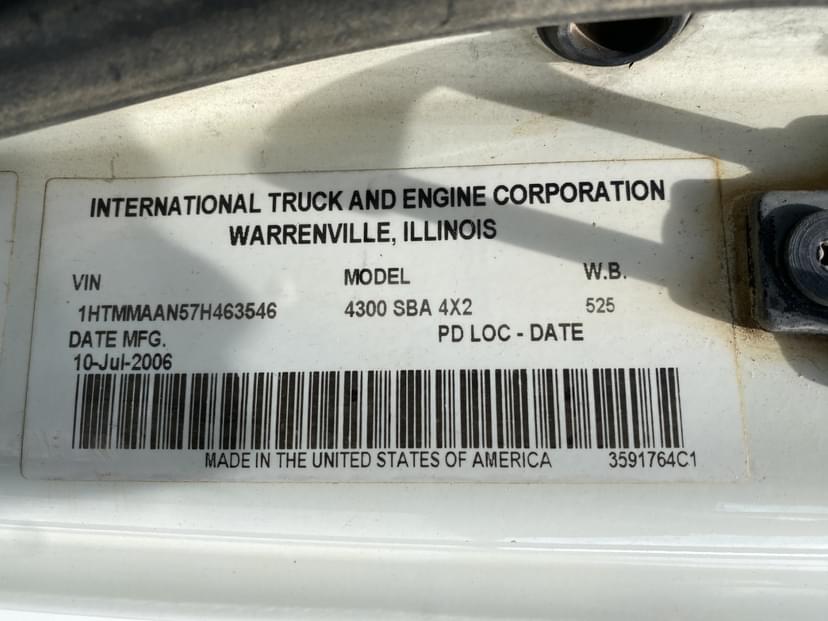 INTERNATIONAL TRUCK AND ENGINE CORPORATION
WARRENVILLE, ILLINOIS
VIN MODEL W.B.
1HTMMAAN57H463546 4300 SBA 4X2 525
DATE MFG. PD LOC - DATE
10-Jul-2006
MADE IN THE UNITED STATES OF AMERICA 3591764C1